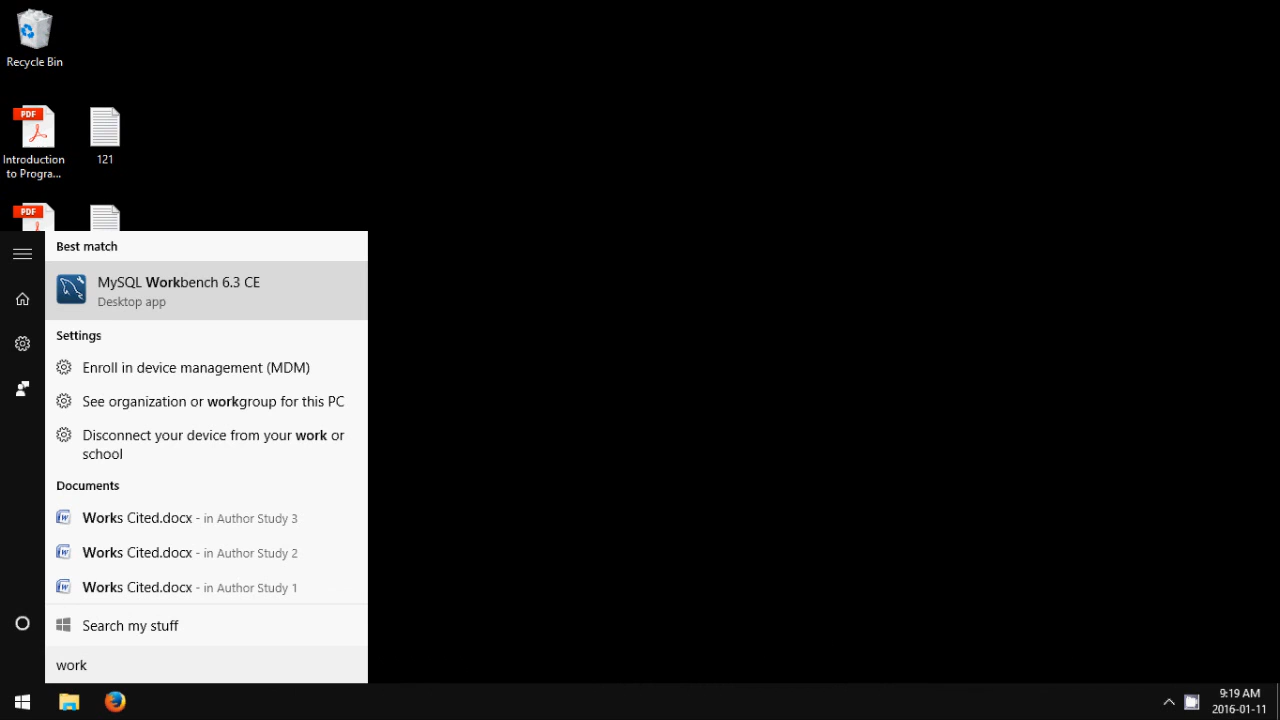 Recycle Bin
PDF
Introduction
to Progra...
121
PDF
Best match
MySQL Workbench 6.3 CE
Desktop app
Settings
Enroll in device management (MDM)
See organization or workgroup for this PC
Disconnect your device from your work or
school
Documents
Works Cited.docx - in Author Study 3
Works Cited.docx - in Author Study 2
Works Cited.docx - in Author Study 1
Search my stuff
work
9:19 AM
2016-01-11